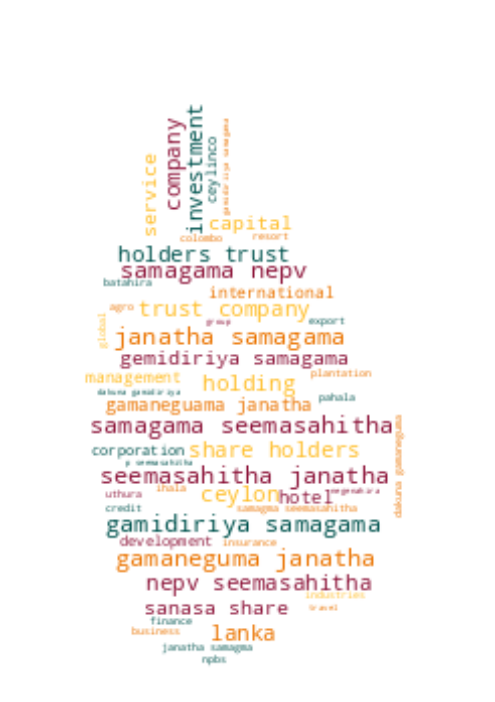 service
company
investment
ceylinco
gamidiriya samagama
capital
colombo
resort
holders trust
samagama nepv
batahira
international
agro
trust company
global
group
export
janatha samagama
gemidiriya samagama
management
plantation
holding
dakuna gamidiriya
pahala
gamaneguama janatha
samagama seemasahitha
dakuna gamaneguma
corporation
share holders
p seemasahitha
seemasahitha janatha
uthura
ihala
ceylon
hotel
negenahira
credit
samagma seemasahitha
gamidiriya samagama
development
insurance
gamaneguma janatha
nepv seemasahitha
industries
sanasa share
travel
finance
business
lanka
janatha samagma
npbs